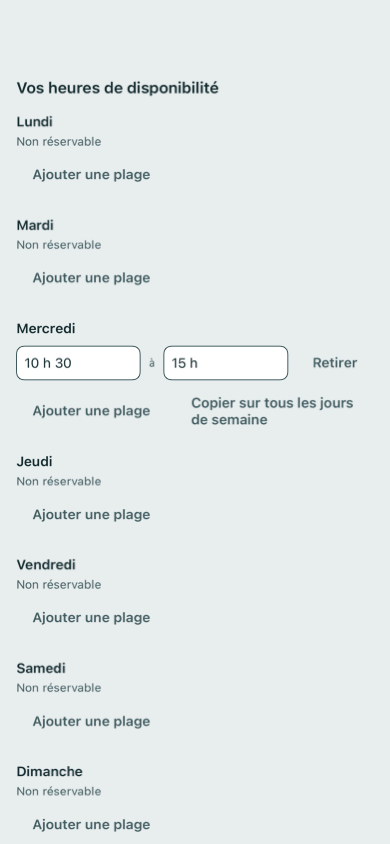 Vos heures de disponibilité
Lundi
Non réservable
Ajouter une plage
Mardi
Non réservable
Ajouter une plage
Mercredi
10 h 30 à 15 h Retirer
Ajouter une plage
Copier sur tous les jours
de semaine
Jeudi
Non réservable
Ajouter une plage
Vendredi
Non réservable
Ajouter une plage
Samedi
Non réservable
Ajouter une plage
Dimanche
Non réservable
Ajouter une plage